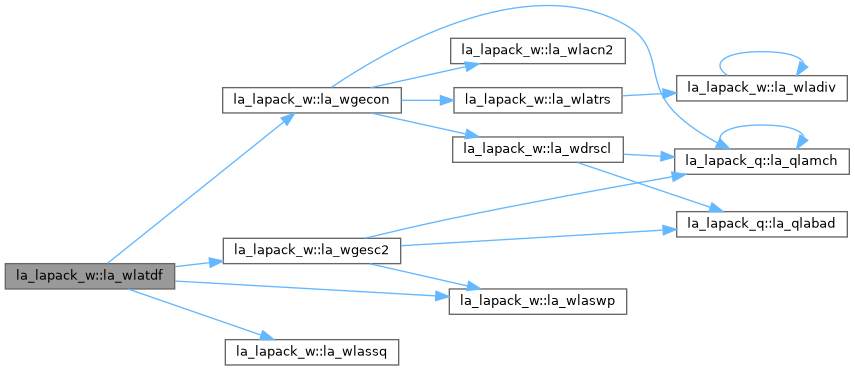 la_lapack_w::la_wlacn2
la_lapack_w::la_wladiv
la_lapack_w::la_wgecon
la_lapack_w::la_wlatrs
la_lapack_w::la_wdrscl
la_lapack_q::la_qlamch
la_lapack_q::la_qlabad
la_lapack_w::la_wgesc2
la_lapack_w::la_wlatdf
la_lapack_w::la_wlaswp
la_lapack_w::la_wlassq